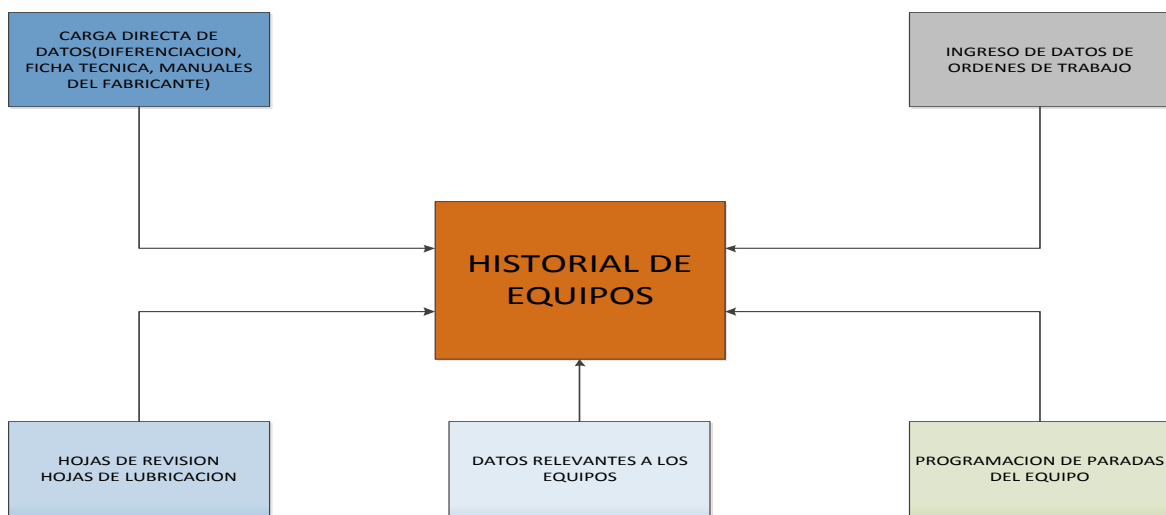 CARGA DIRECTA DE
DATOS(DIFERENCIACION,
FICHA TECNICA, MANUALES
DEL FABRICANTE)
INGRESO DE DATOS DE
ORDENES DE TRABAJO
HISTORIAL DE
EQUIPOS
HOJAS DE REVISION
HOJAS DE LUBRICACION
DATOS RELEVANTES A LOS
EQUIPOS
PROGRAMACION DE PARADAS
DEL EQUIPO